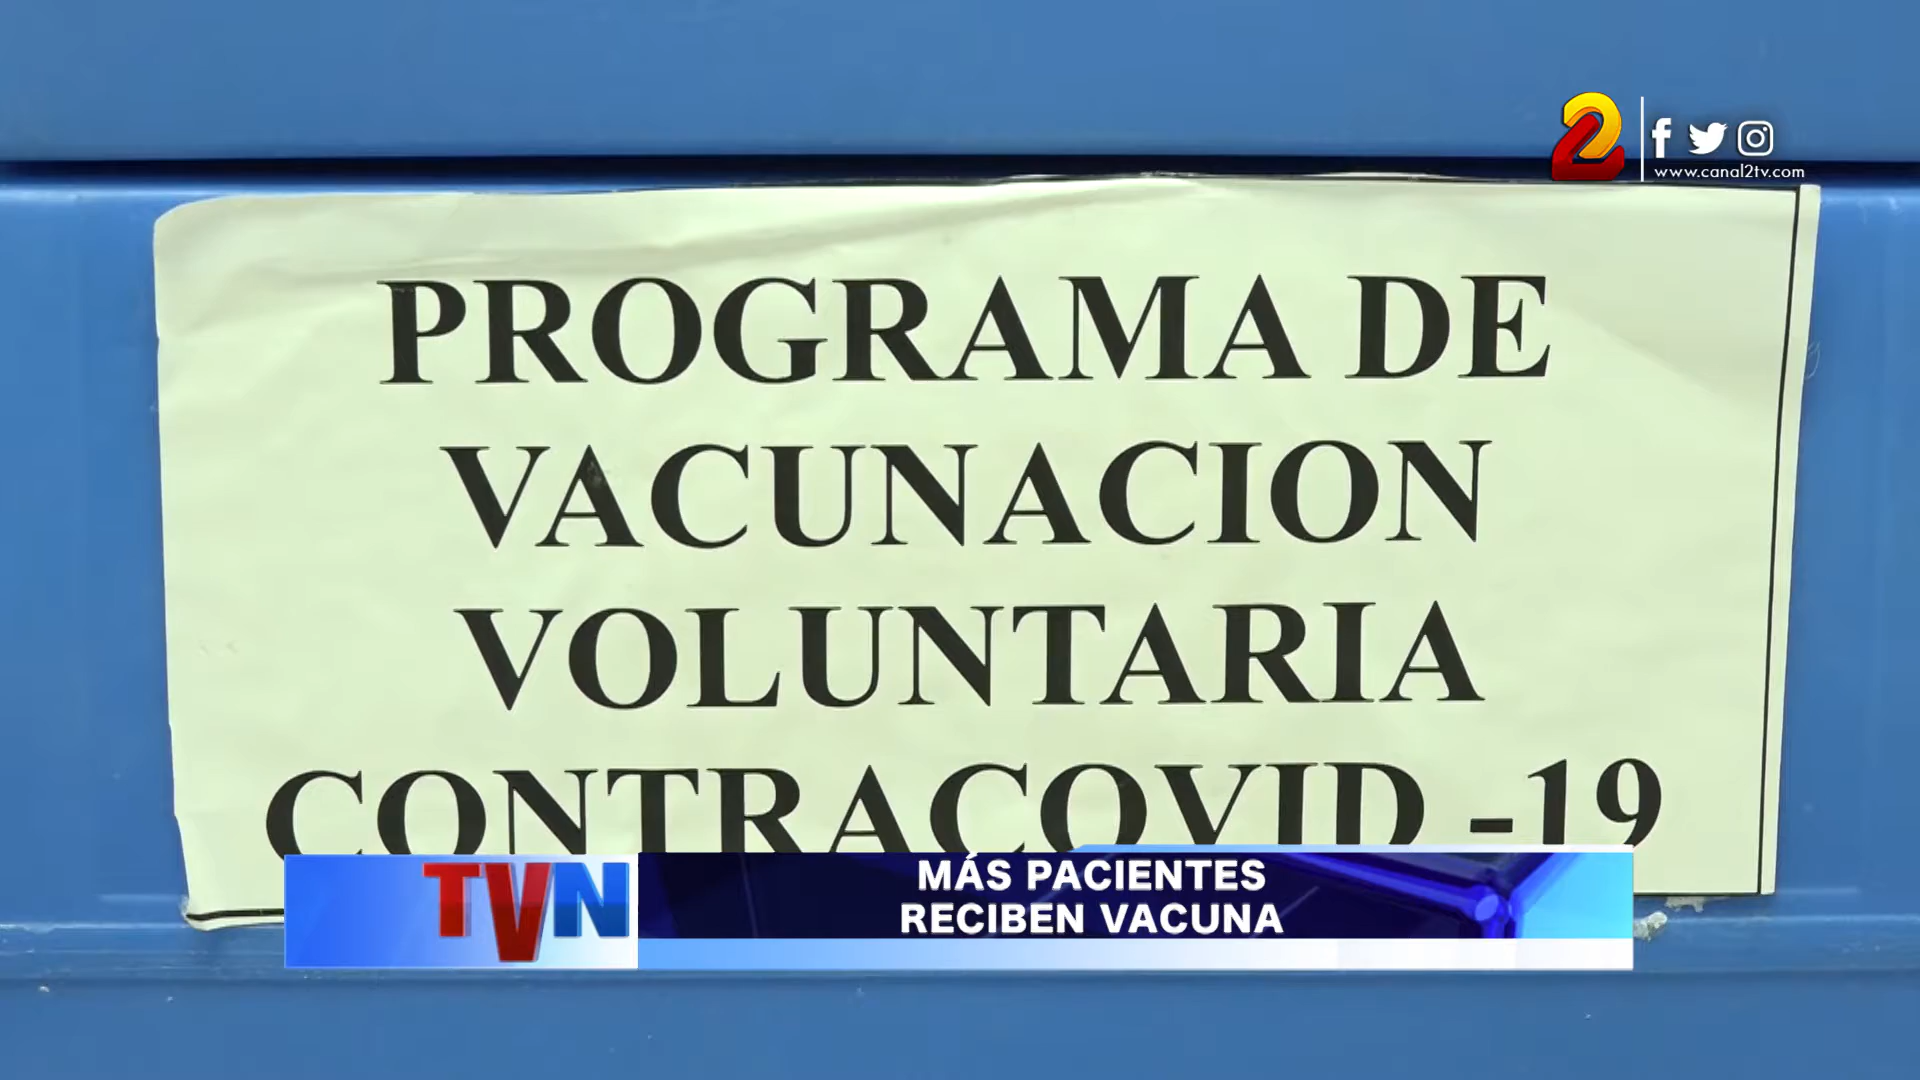 2
www.canal2tv.com
PROGRAMA DE
VACUNACION
VOLUNTARIA
CONTRACOVID -19
TVN
MÁS PACIENTES
RECIBEN VACUNA